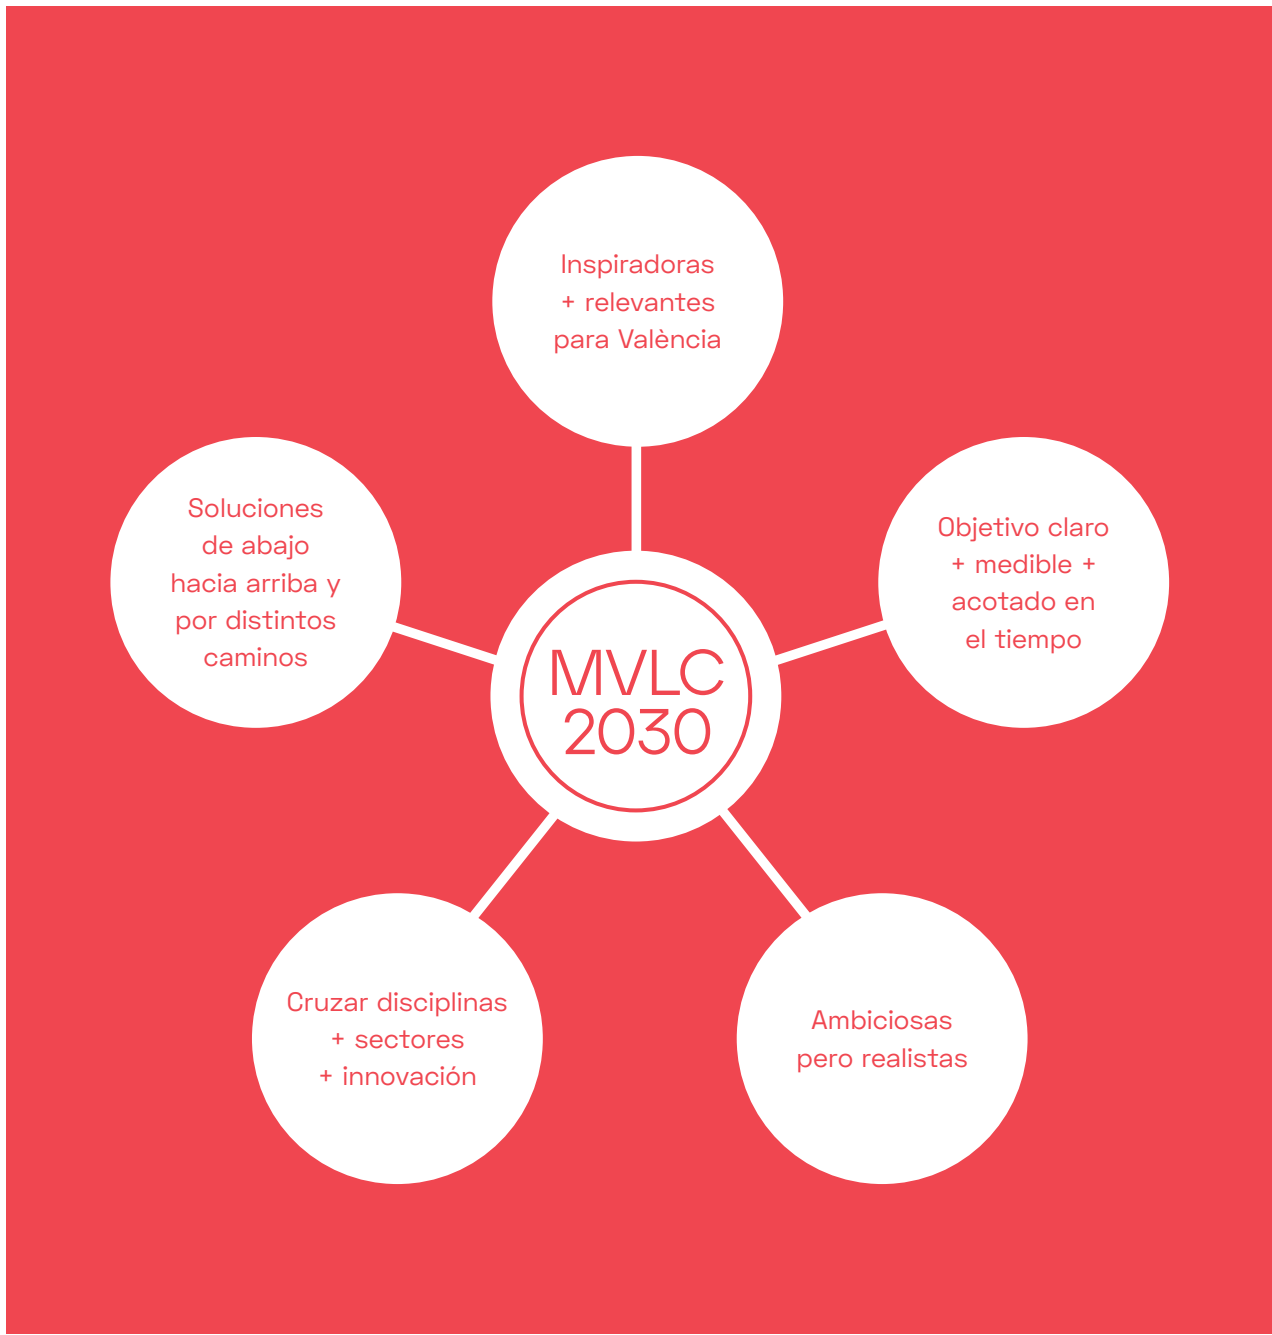 Inspiradoras
+ relevantes
para València
Soluciones
de abajo
hacia arriba y
por distintos
caminos
Objetivo claro
+ medible +
acotado en
el tiempo
MVLC
2030
Cruzar disciplinas
+ sectores
+ innovación
Ambiciosas
pero realistas